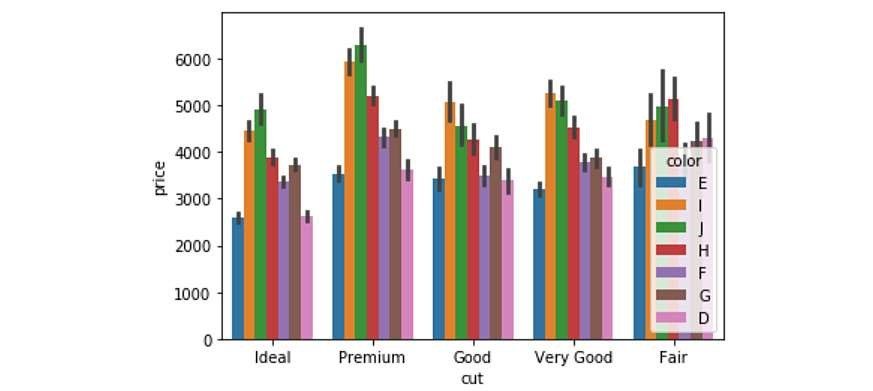 6000
5000
4000
3000
2000
1000
0
price
Ideal
Premium
Good
Very Good
Fair
cut
color
E
I
J
H
F
G
D